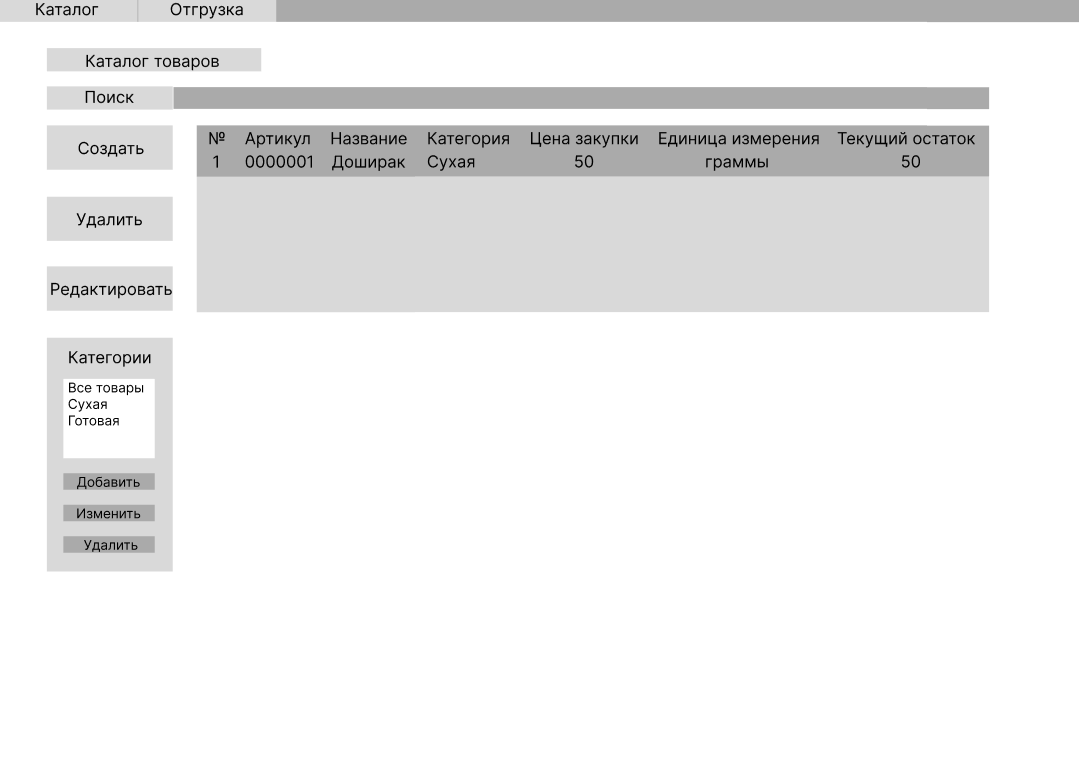 Каталог Отгрузка
Каталог товаров
Поиск
Создать
Удалить
Редактировать
№ Артикул Название Категория Цена закупки Единица измерения Текущий остаток
1 0000001 Доширак Сухая 50 граммы 50
Категории
Все товары
Сухая
Готовая
Добавить
Изменить
Удалить